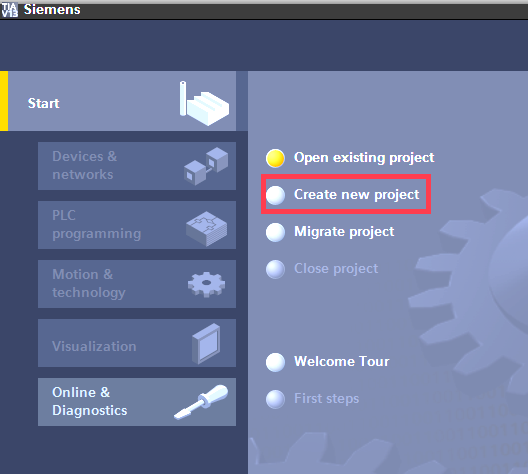 TIA
V13
Siemens
Start
Devices &
networks
PLC
programming
Motion &
technology
Visualization
Online &
Diagnostics
Open existing project
Create new project
Migrate project
Close project
Welcome Tour
First steps